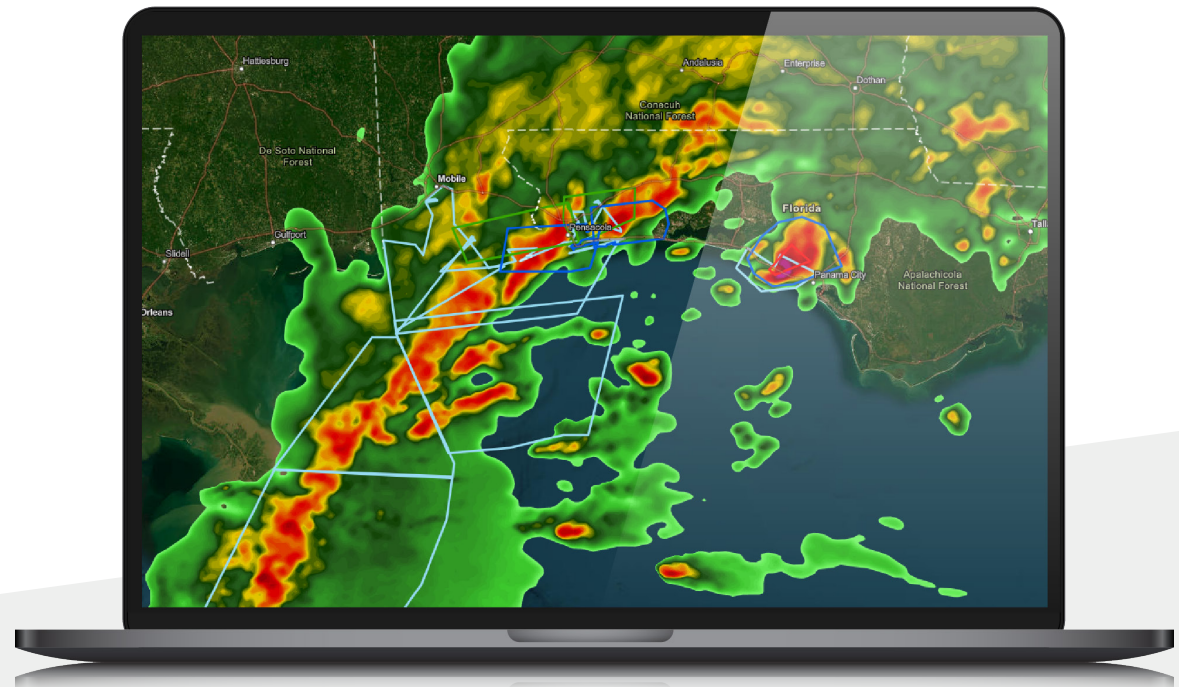 Hattiesburg
Andalusia
Enterprise
Dothan
Conecuh
National Forest
De Soto National
Forest
Mobile
Florida
Gulfport
Pensacola
Tall
Slidell
Panama City
Apalachicola
National Forest
Orleans